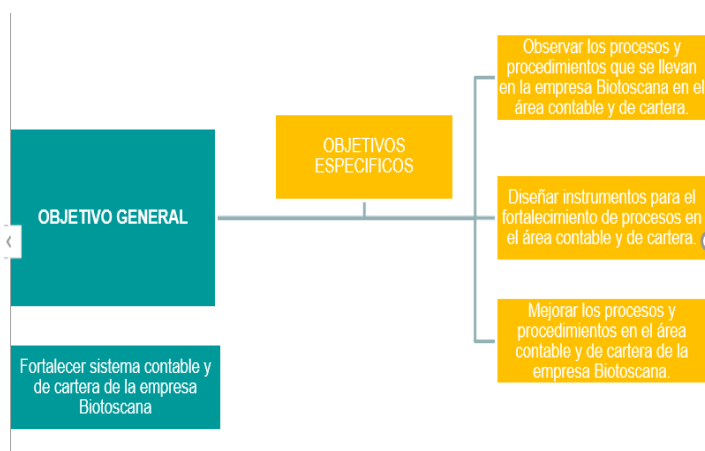 OBJETIVO GENERAL
Fortalecer sistema contable y
de cartera de la empresa
Biotoscana
OBJETIVOS
ESPECIFICOS
Observar los procesos y
procedimientos que se llevan
en la empresa Biotoscana en el
área contable y de cartera.
Diseñar instrumentos para el
fortalecimiento de procesos en
el área contable y de cartera.
Mejorar los procesos y
procedimientos en el área
contable y de cartera de la
empresa Biotoscana.